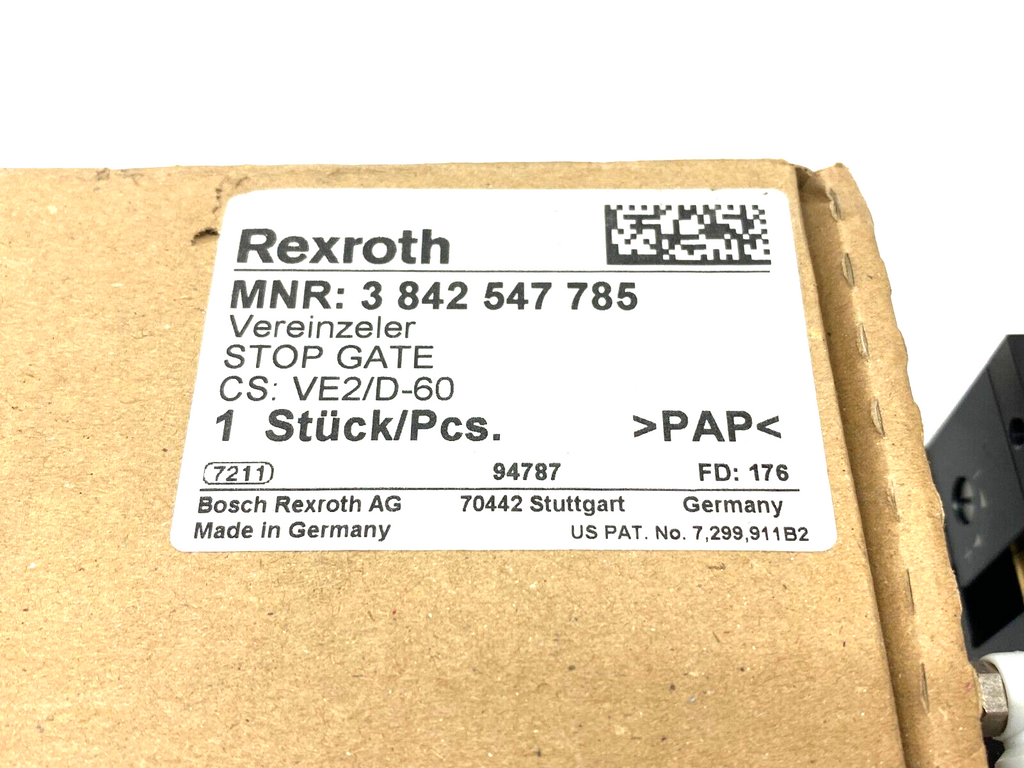 Rexroth
MNR: 3 842 547 785
Vereinzeler
STOP GATE
CS: VE2/D-60
1 Stück/Pcs. >PAP<
7211 94787 FD: 176
Bosch Rexroth AG 70442 Stuttgart Germany
Made in Germany US PAT. No. 7,299,911B2